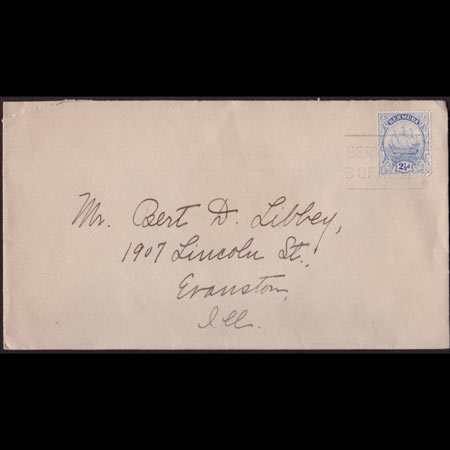 BERMUDA
2½d
BER
S OF
Mr. Bert D. Libbey,
1907 Lincoln St.,
Evanston,
Ill.